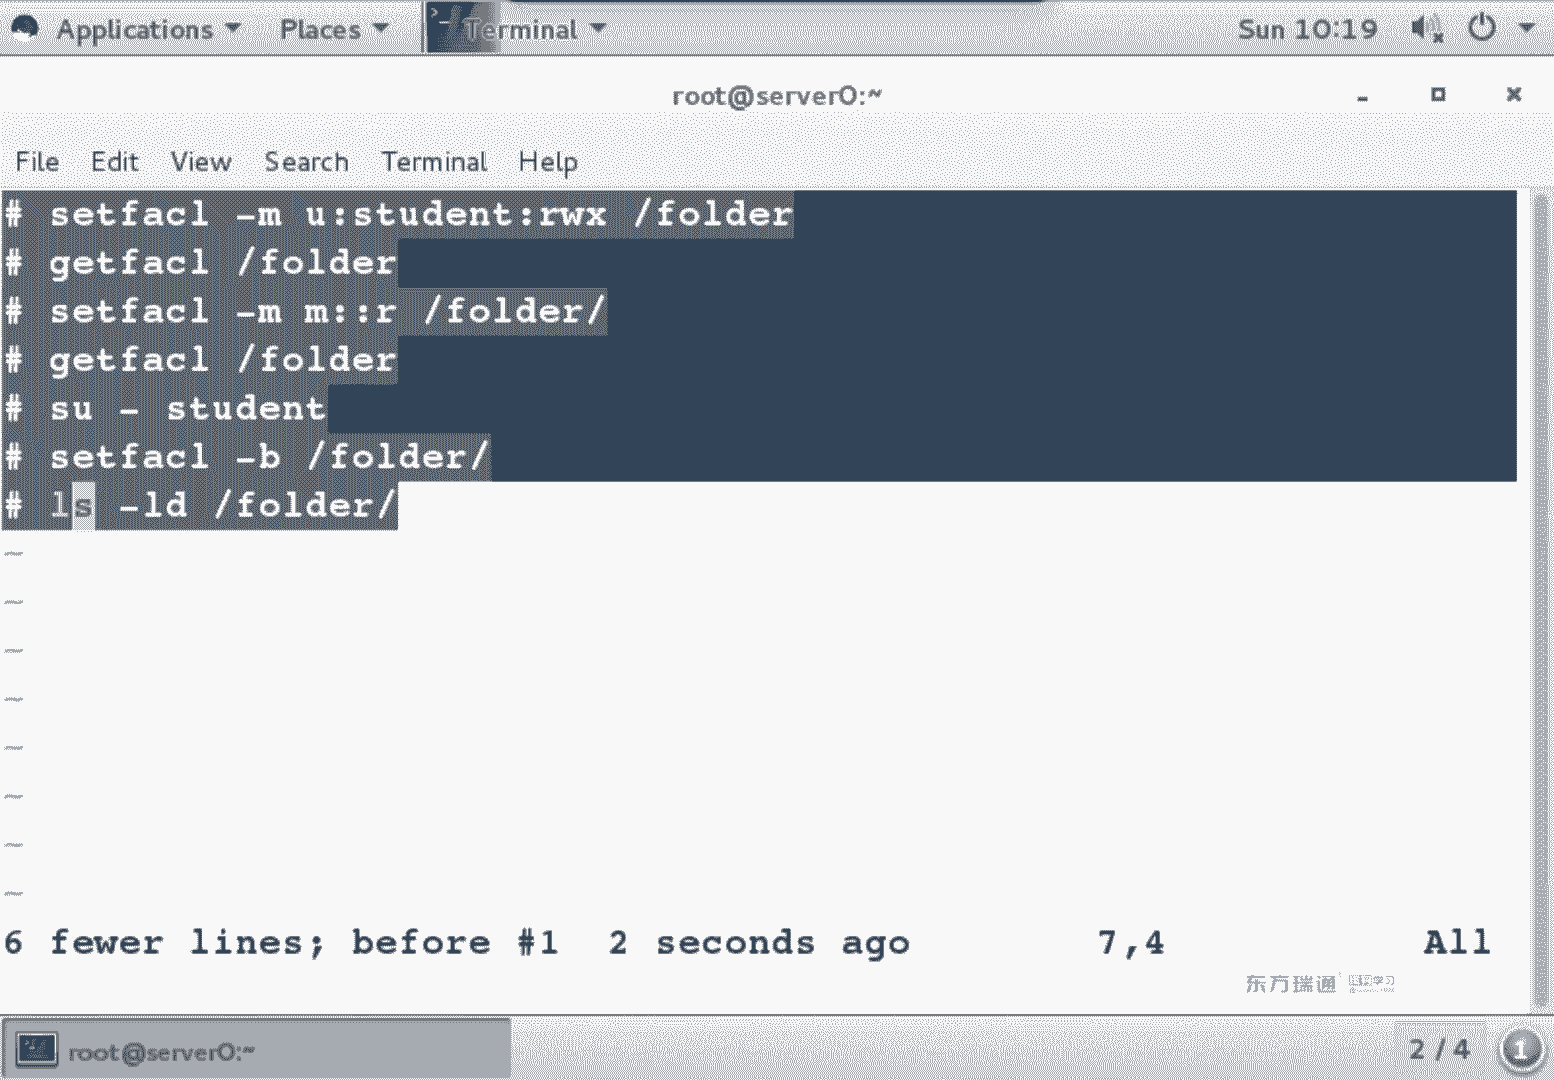 Applications Places Terminal Sun 10:19
root@server0:~
File Edit View Search Terminal Help
# setfacl -m u:student:rwx /folder
# getfacl /folder
# setfacl -m m::r /folder/
# getfacl /folder
# su - student
# setfacl -b /folder/
# ls -ld /folder/
~
~
~
~
~
~
~
~
6 fewer lines; before #1 2 seconds ago 7,4 All
东方瑞通
root@server0:~ 2 / 4 1